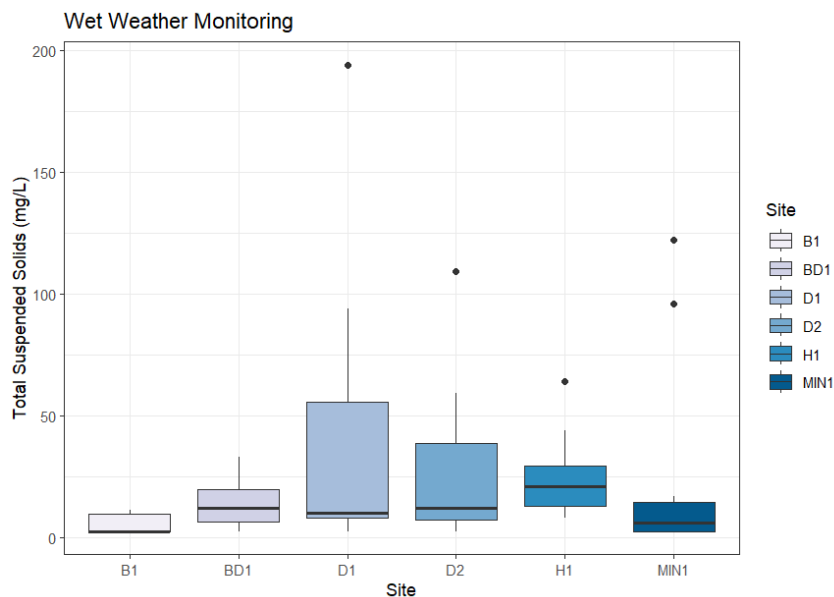 Wet Weather Monitoring
200
150
100
50
0
Total Suspended Solids (mg/L)
B1
BD1
D1
D2
H1
MIN1
Site
Site
B1
BD1
D1
D2
H1
MIN1